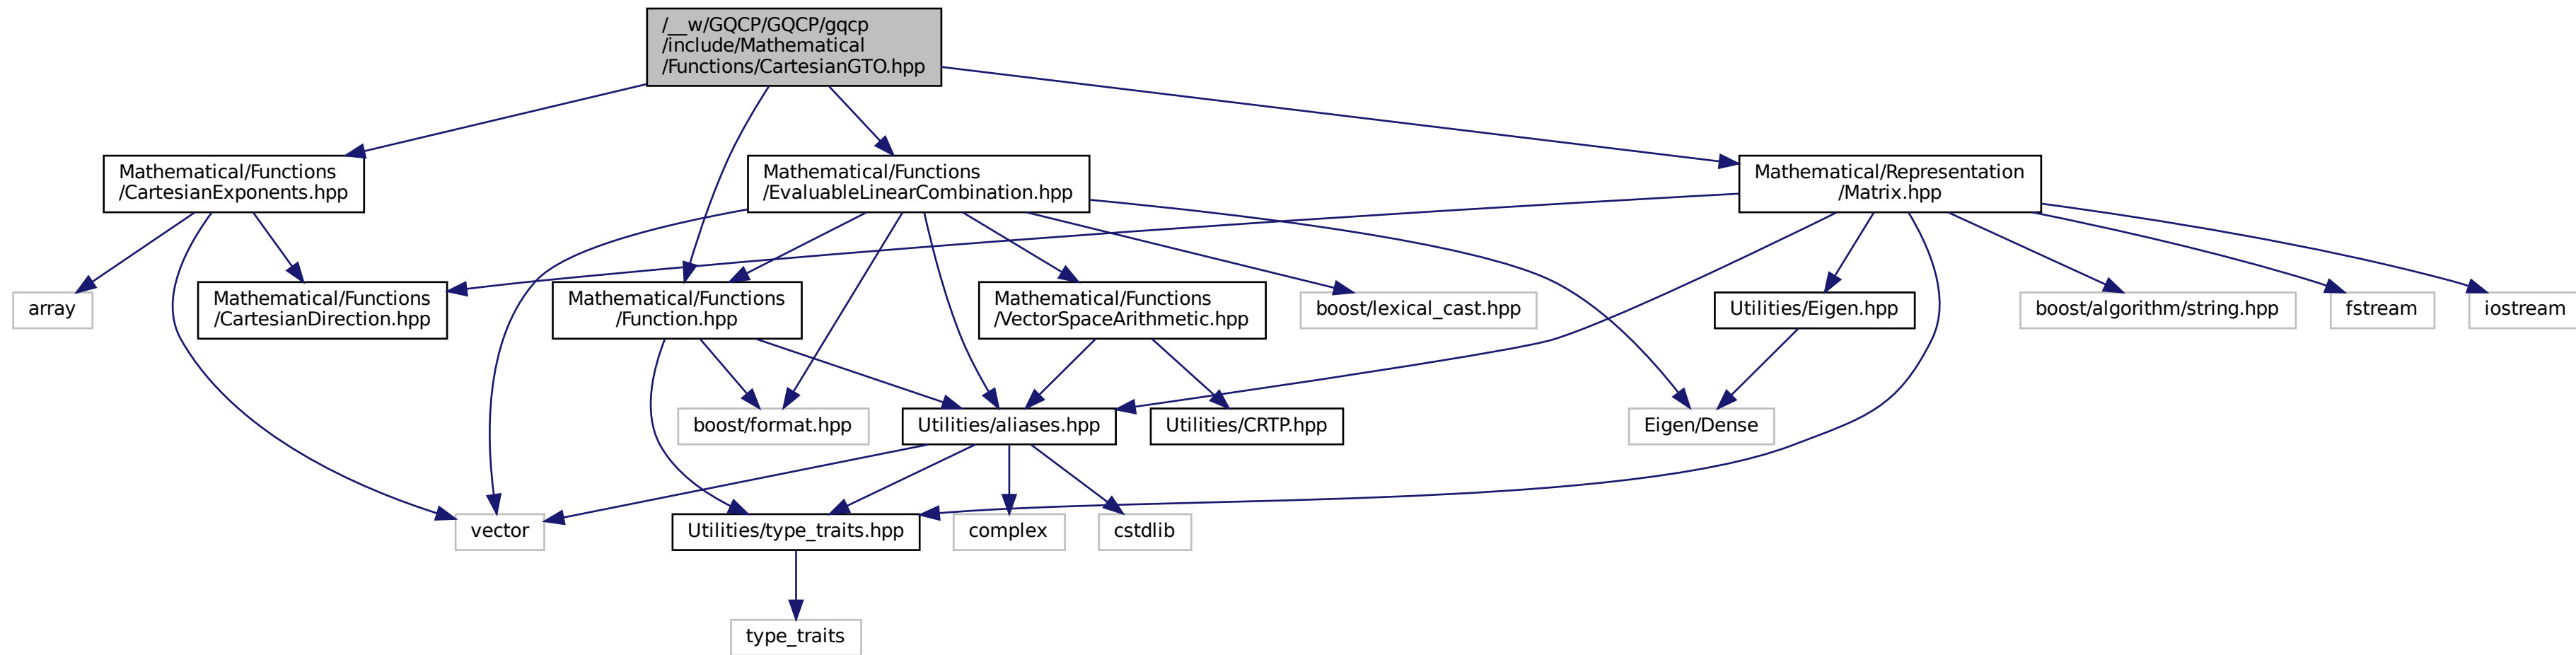 /__w/GQCP/GQCP/gqcp
/include/Mathematical
/Functions/CartesianGTO.hpp
Mathematical/Functions
/CartesianExponents.hpp
Mathematical/Functions
/EvaluableLinearCombination.hpp
Mathematical/Representation
/Matrix.hpp
array
Mathematical/Functions
/CartesianDirection.hpp
Mathematical/Functions
/Function.hpp
Mathematical/Functions
/VectorSpaceArithmetic.hpp
boost/lexical_cast.hpp
Utilities/Eigen.hpp
boost/algorithm/string.hpp
fstream
iostream
boost/format.hpp
Utilities/aliases.hpp
Utilities/CRTP.hpp
Eigen/Dense
vector
Utilities/type_traits.hpp
complex
cstdlib
type_traits